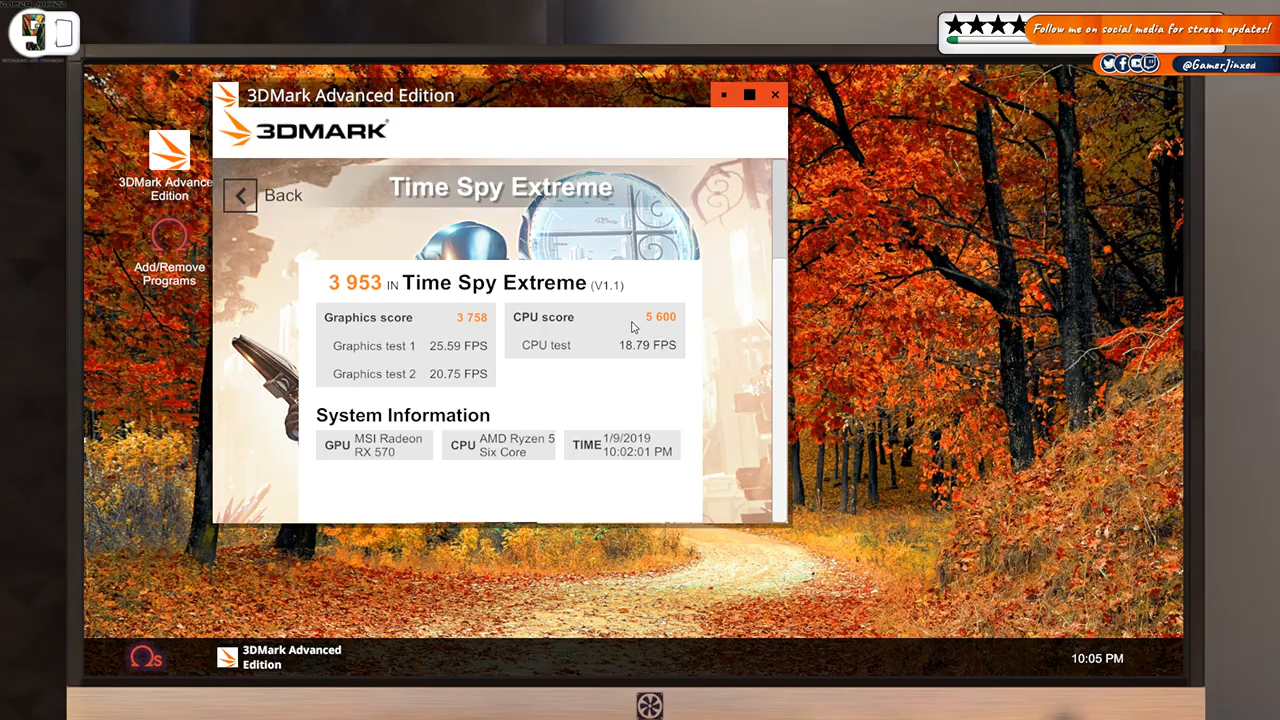 Follow me on social media for stream updates!
@GamerJinxed
3DMark Advanced Edition
3DMARK
3DMark Advance
Edition
Add/Remove
Programs
Back
Time Spy Extreme
3 953 IN Time Spy Extreme (V1.1)
Graphics score 3 758
Graphics test 1 25.59 FPS
Graphics test 2 20.75 FPS
CPU score 5 600
CPU test 18.79 FPS
System Information
GPU MSI Radeon
RX 570
CPU AMD Ryzen 5
Six Core
TIME 1/9/2019
10:02:01 PM
Ωs
3DMark Advanced
Edition
10:05 PM